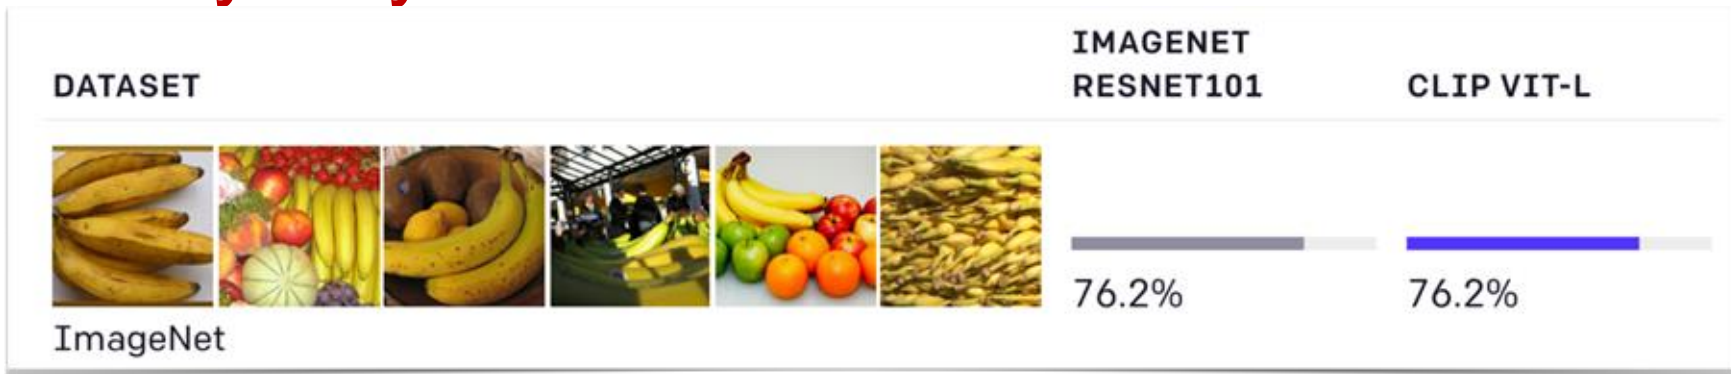 DATASET
IMAGENET
RESNET101
CLIP VIT-L
76.2%
76.2%
ImageNet